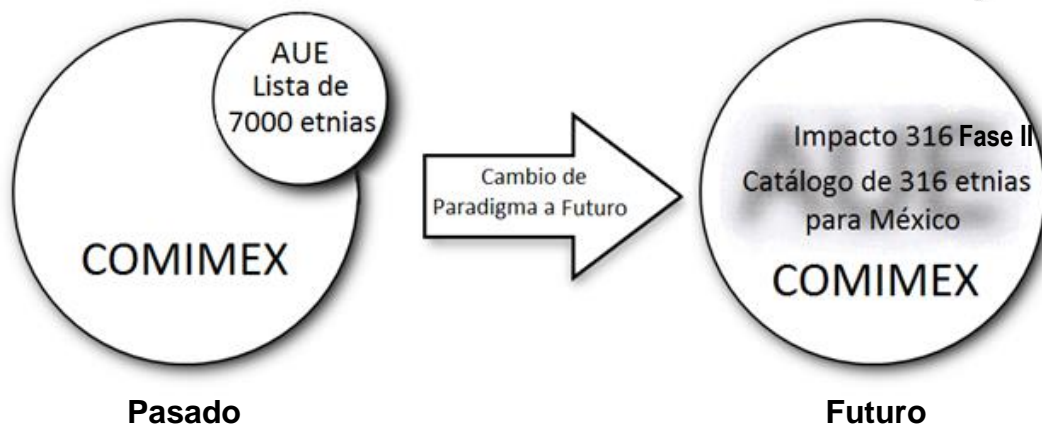 AUE
Lista de
7000 etnias
COMIMEX
Cambio de
Paradigma a Futuro
Impacto 316 Fase II
Catálogo de 316 etnias
para México
AUE
COMIMEX
Pasado
Futuro